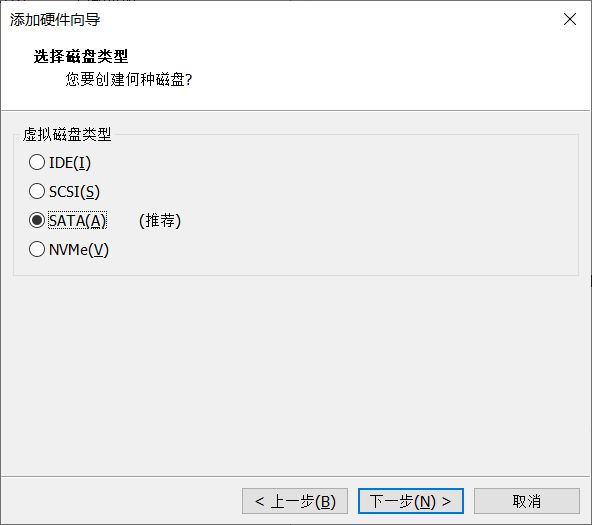 添加硬件向导
选择磁盘类型
您要创建何种磁盘?
虚拟磁盘类型
IDE(I)
SCSI(S)
SATA(A) (推荐)
NVMe(V)
< 上一步(B) 下一步(N) > 取消